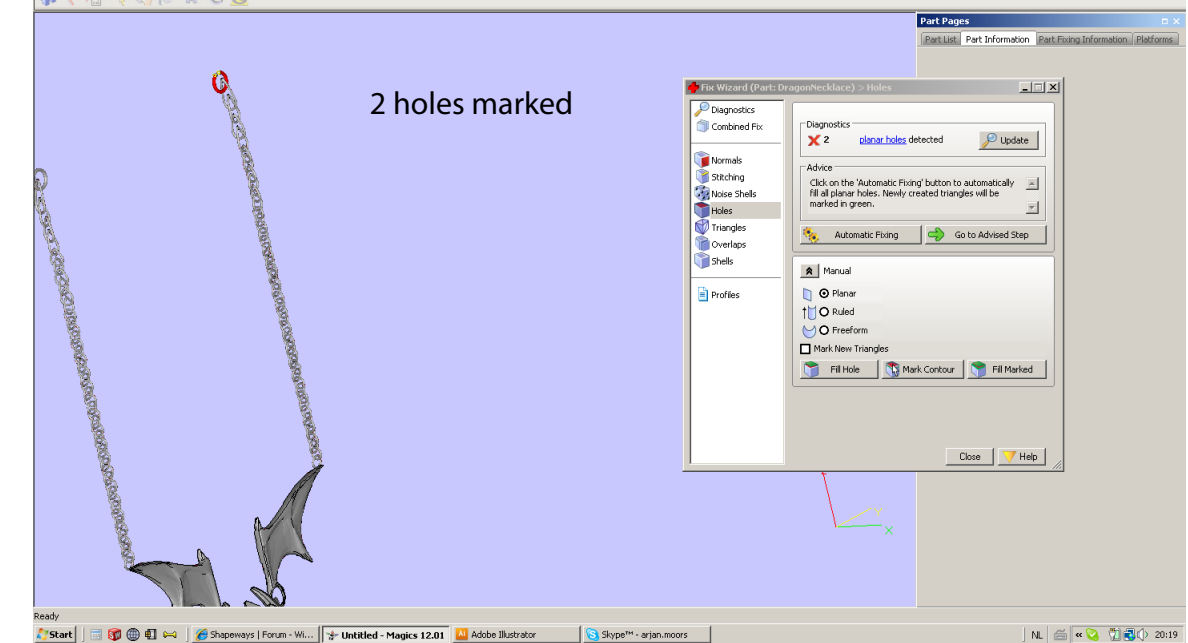 Part Pages
Part List Part Information Part Fixing Information Platforms
2 holes marked
Fix Wizard (Part: DragonNecklace) > Holes
Diagnostics
Combined Fix
Normals
Stitching
Noise Shells
Holes
Triangles
Overlaps
Shells
Profiles
Diagnostics
2 planar holes detected
Update
Advice
Click on the 'Automatic Fixing' button to automatically
fill all planar holes. Newly created triangles will be
marked in green.
Automatic Fixing Go to Advised Step
Manual
Planar
Ruled
Freeform
Mark New Triangles
Fill Hole Mark Contour Fill Marked
Close Help
Y
X
Ready
Start Shapeways | Forum - Wi... Untitled - Magics 12.01 Adobe Illustrator Skype™ - arjan.moors NL 20:19